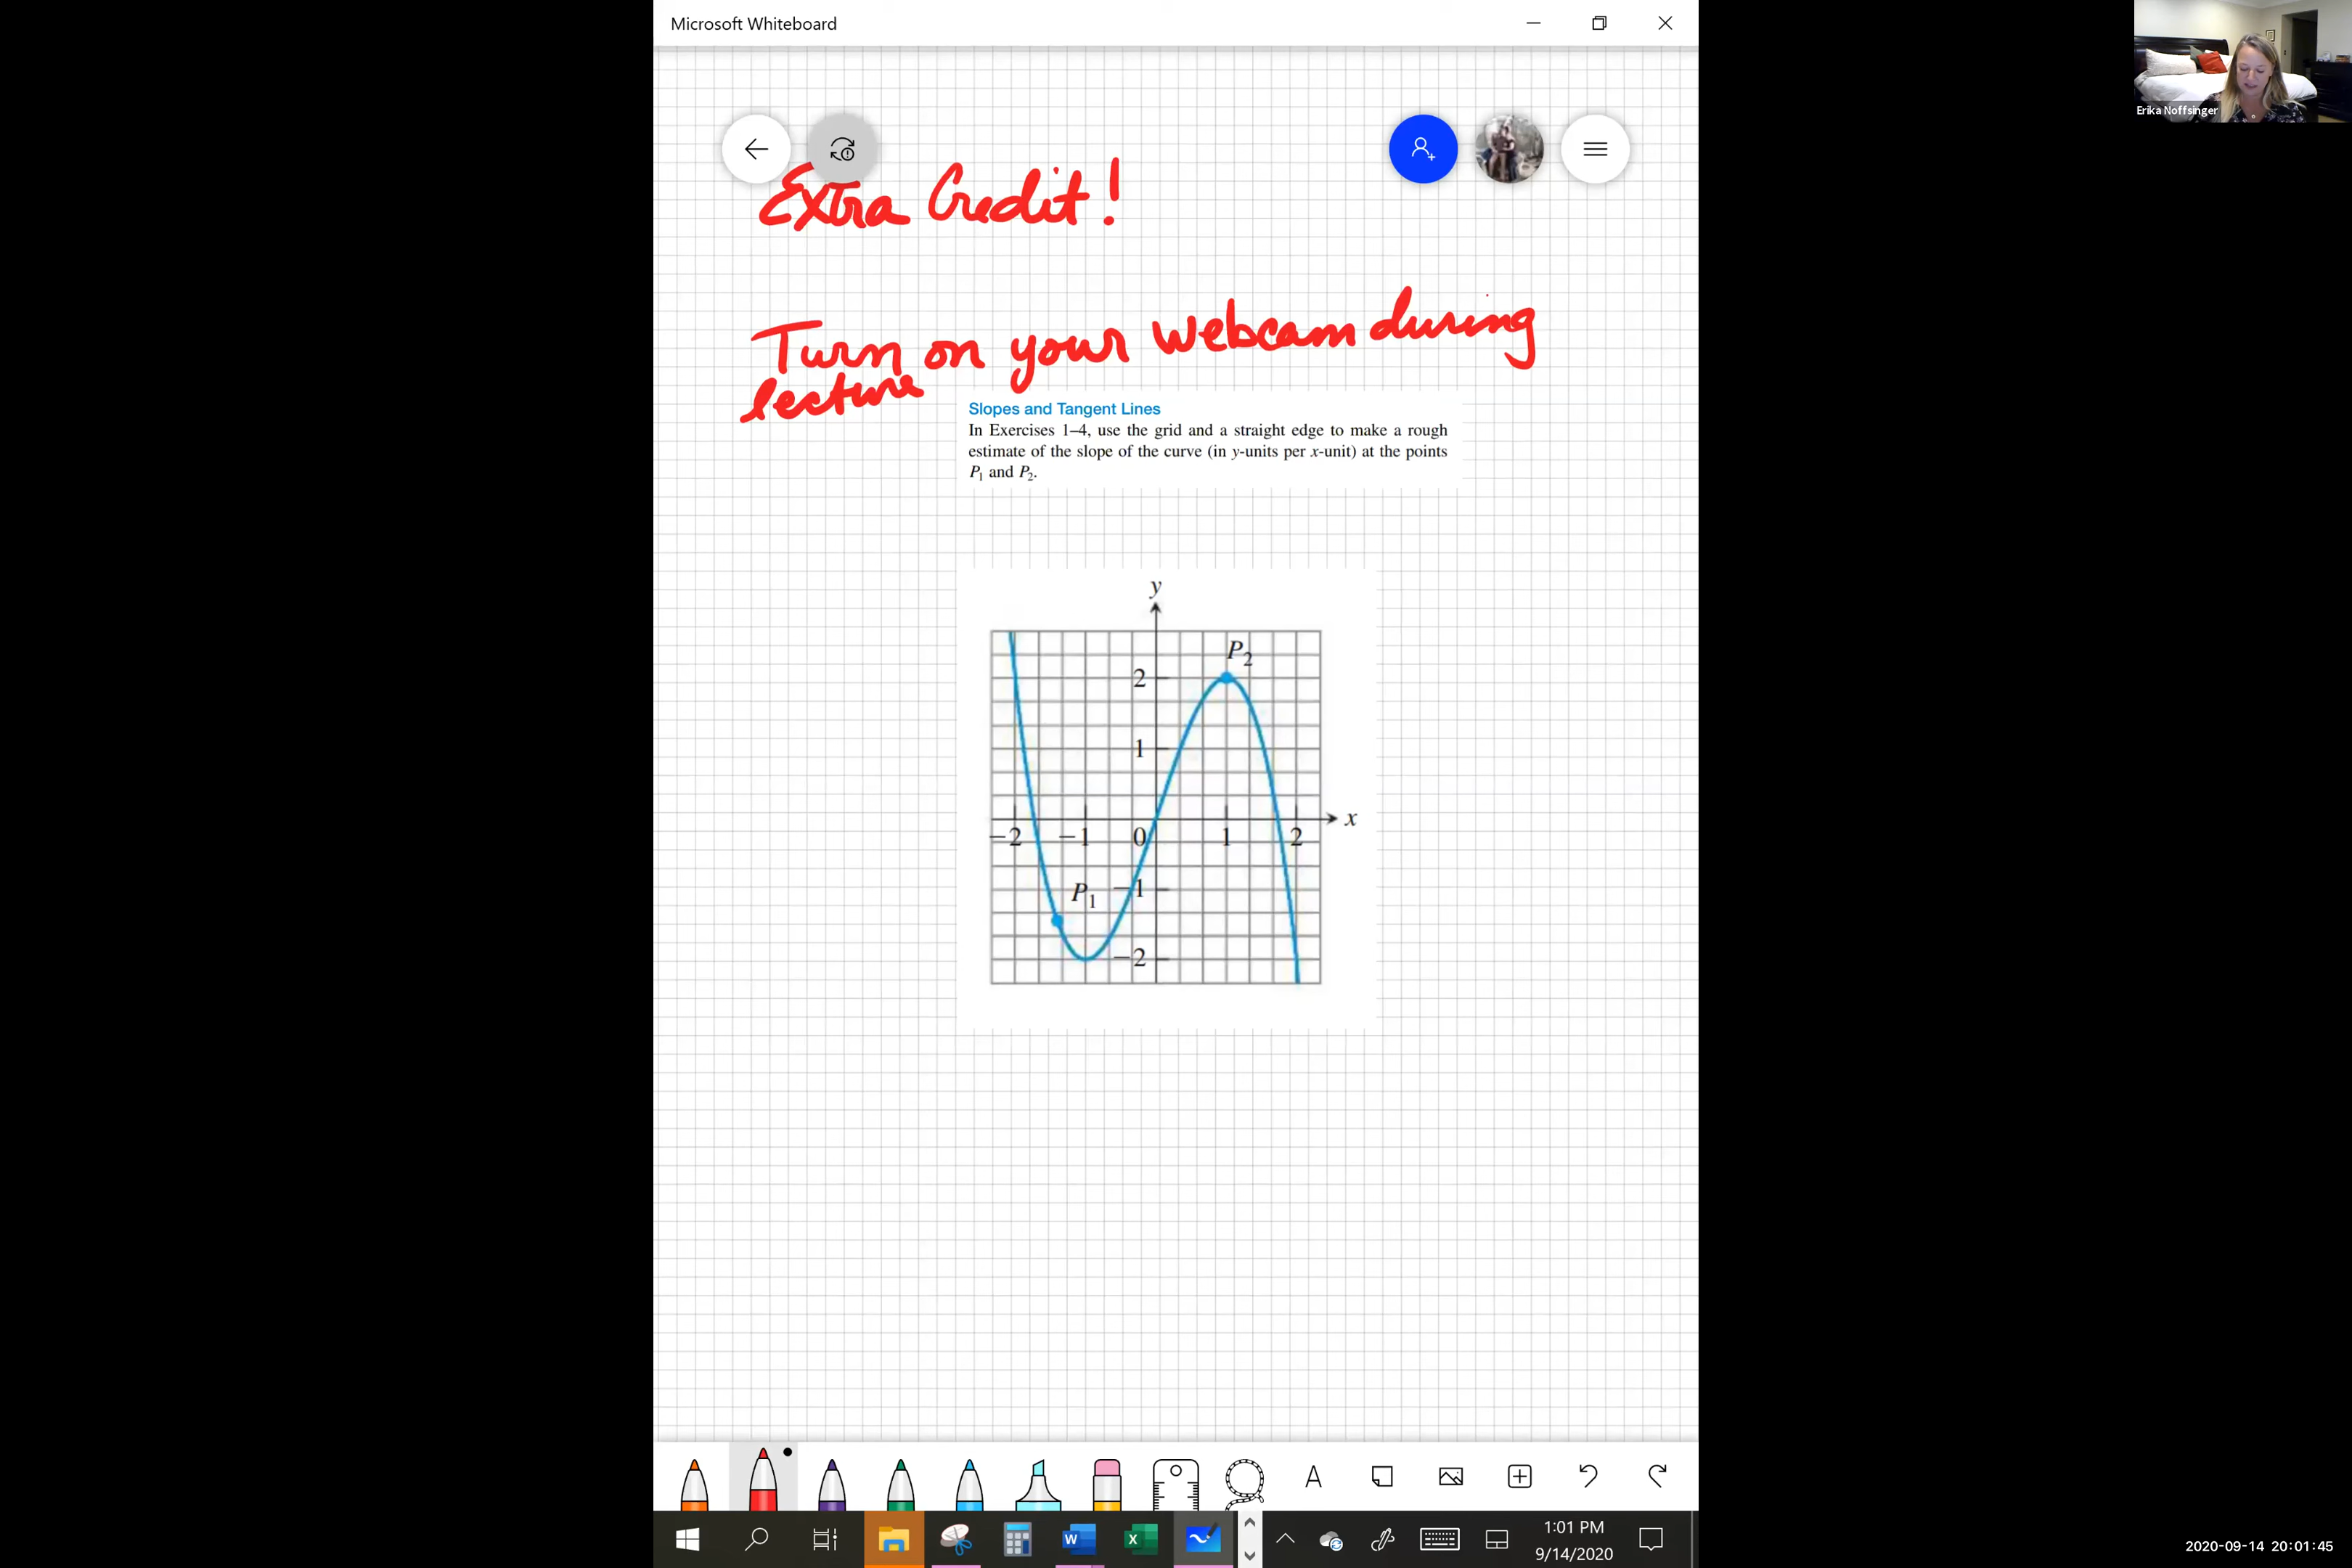 Microsoft Whiteboard
Erika Noffsinger
Extra Credit!
Turn on your webcam during
lecture
Slopes and Tangent Lines
In Exercises 1–4, use the grid and a straight edge to make a rough
estimate of the slope of the curve (in y-units per x-unit) at the points
P₁ and P₂.
y
P₂
2
1
x
−2 −1 0 1 2
P₁ −1
−2
A
W
X
1:01 PM
9/14/2020
2020-09-14 20:01:45